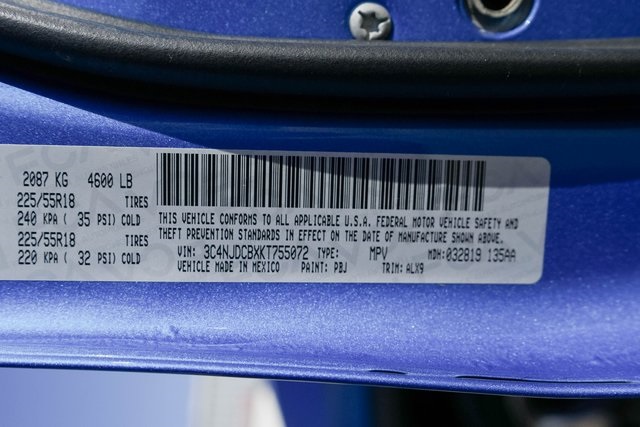 2087 KG 4600 LB
225/55R18 TIRES
240 KPA ( 35 PSI) COLD
225/55R18 TIRES
220 KPA ( 32 PSI) COLD
THIS VEHICLE CONFORMS TO ALL APPLICABLE U.S.A. FEDERAL MOTOR VEHICLE SAFETY AND
THEFT PREVENTION STANDARDS IN EFFECT ON THE DATE OF MANUFACTURE SHOWN ABOVE.
VIN: 3C4NJDCBXKT755072 TYPE: MPV MDH:032819 135AA
VEHICLE MADE IN MEXICO PAINT: PBJ TRIM: ALX9